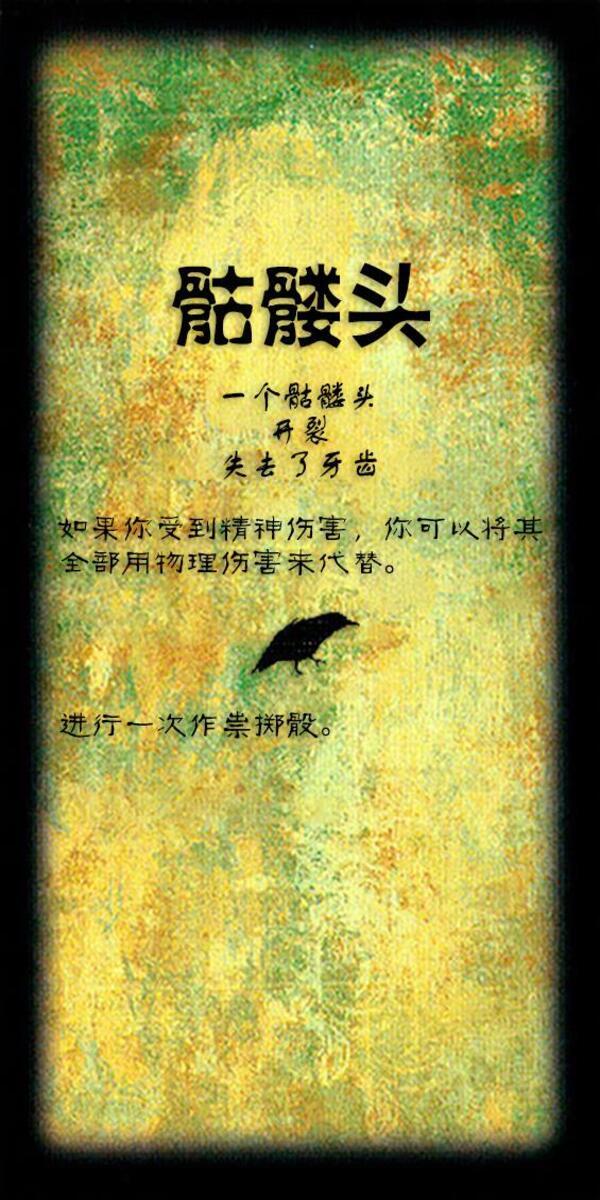 骷髅头
一个骷髅头
开裂
失去了牙齿
如果你受到精神伤害，你可以将其
全部用物理伤害来代替。
进行一次作祟掷骰。